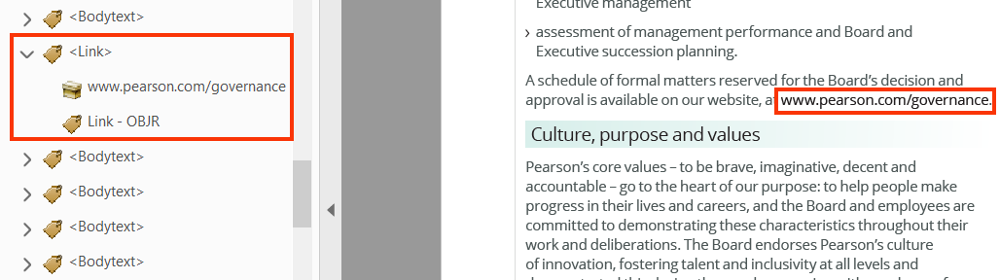 <Bodytext>
<Link>
www.pearson.com/governance
Link - OBJR
<Bodytext>
<Bodytext>
<Bodytext>
<Bodytext>
Executive management
› assessment of management performance and Board and
Executive succession planning.
A schedule of formal matters reserved for the Board’s decision and
approval is available on our website, at www.pearson.com/governance.
Culture, purpose and values
Pearson’s core values – to be brave, imaginative, decent and
accountable – go to the heart of our purpose: to help people make
progress in their lives and careers, and the Board and employees are
committed to demonstrating these characteristics throughout their
work and deliberations. The Board endorses Pearson’s culture
of innovation, fostering talent and inclusivity at all levels and